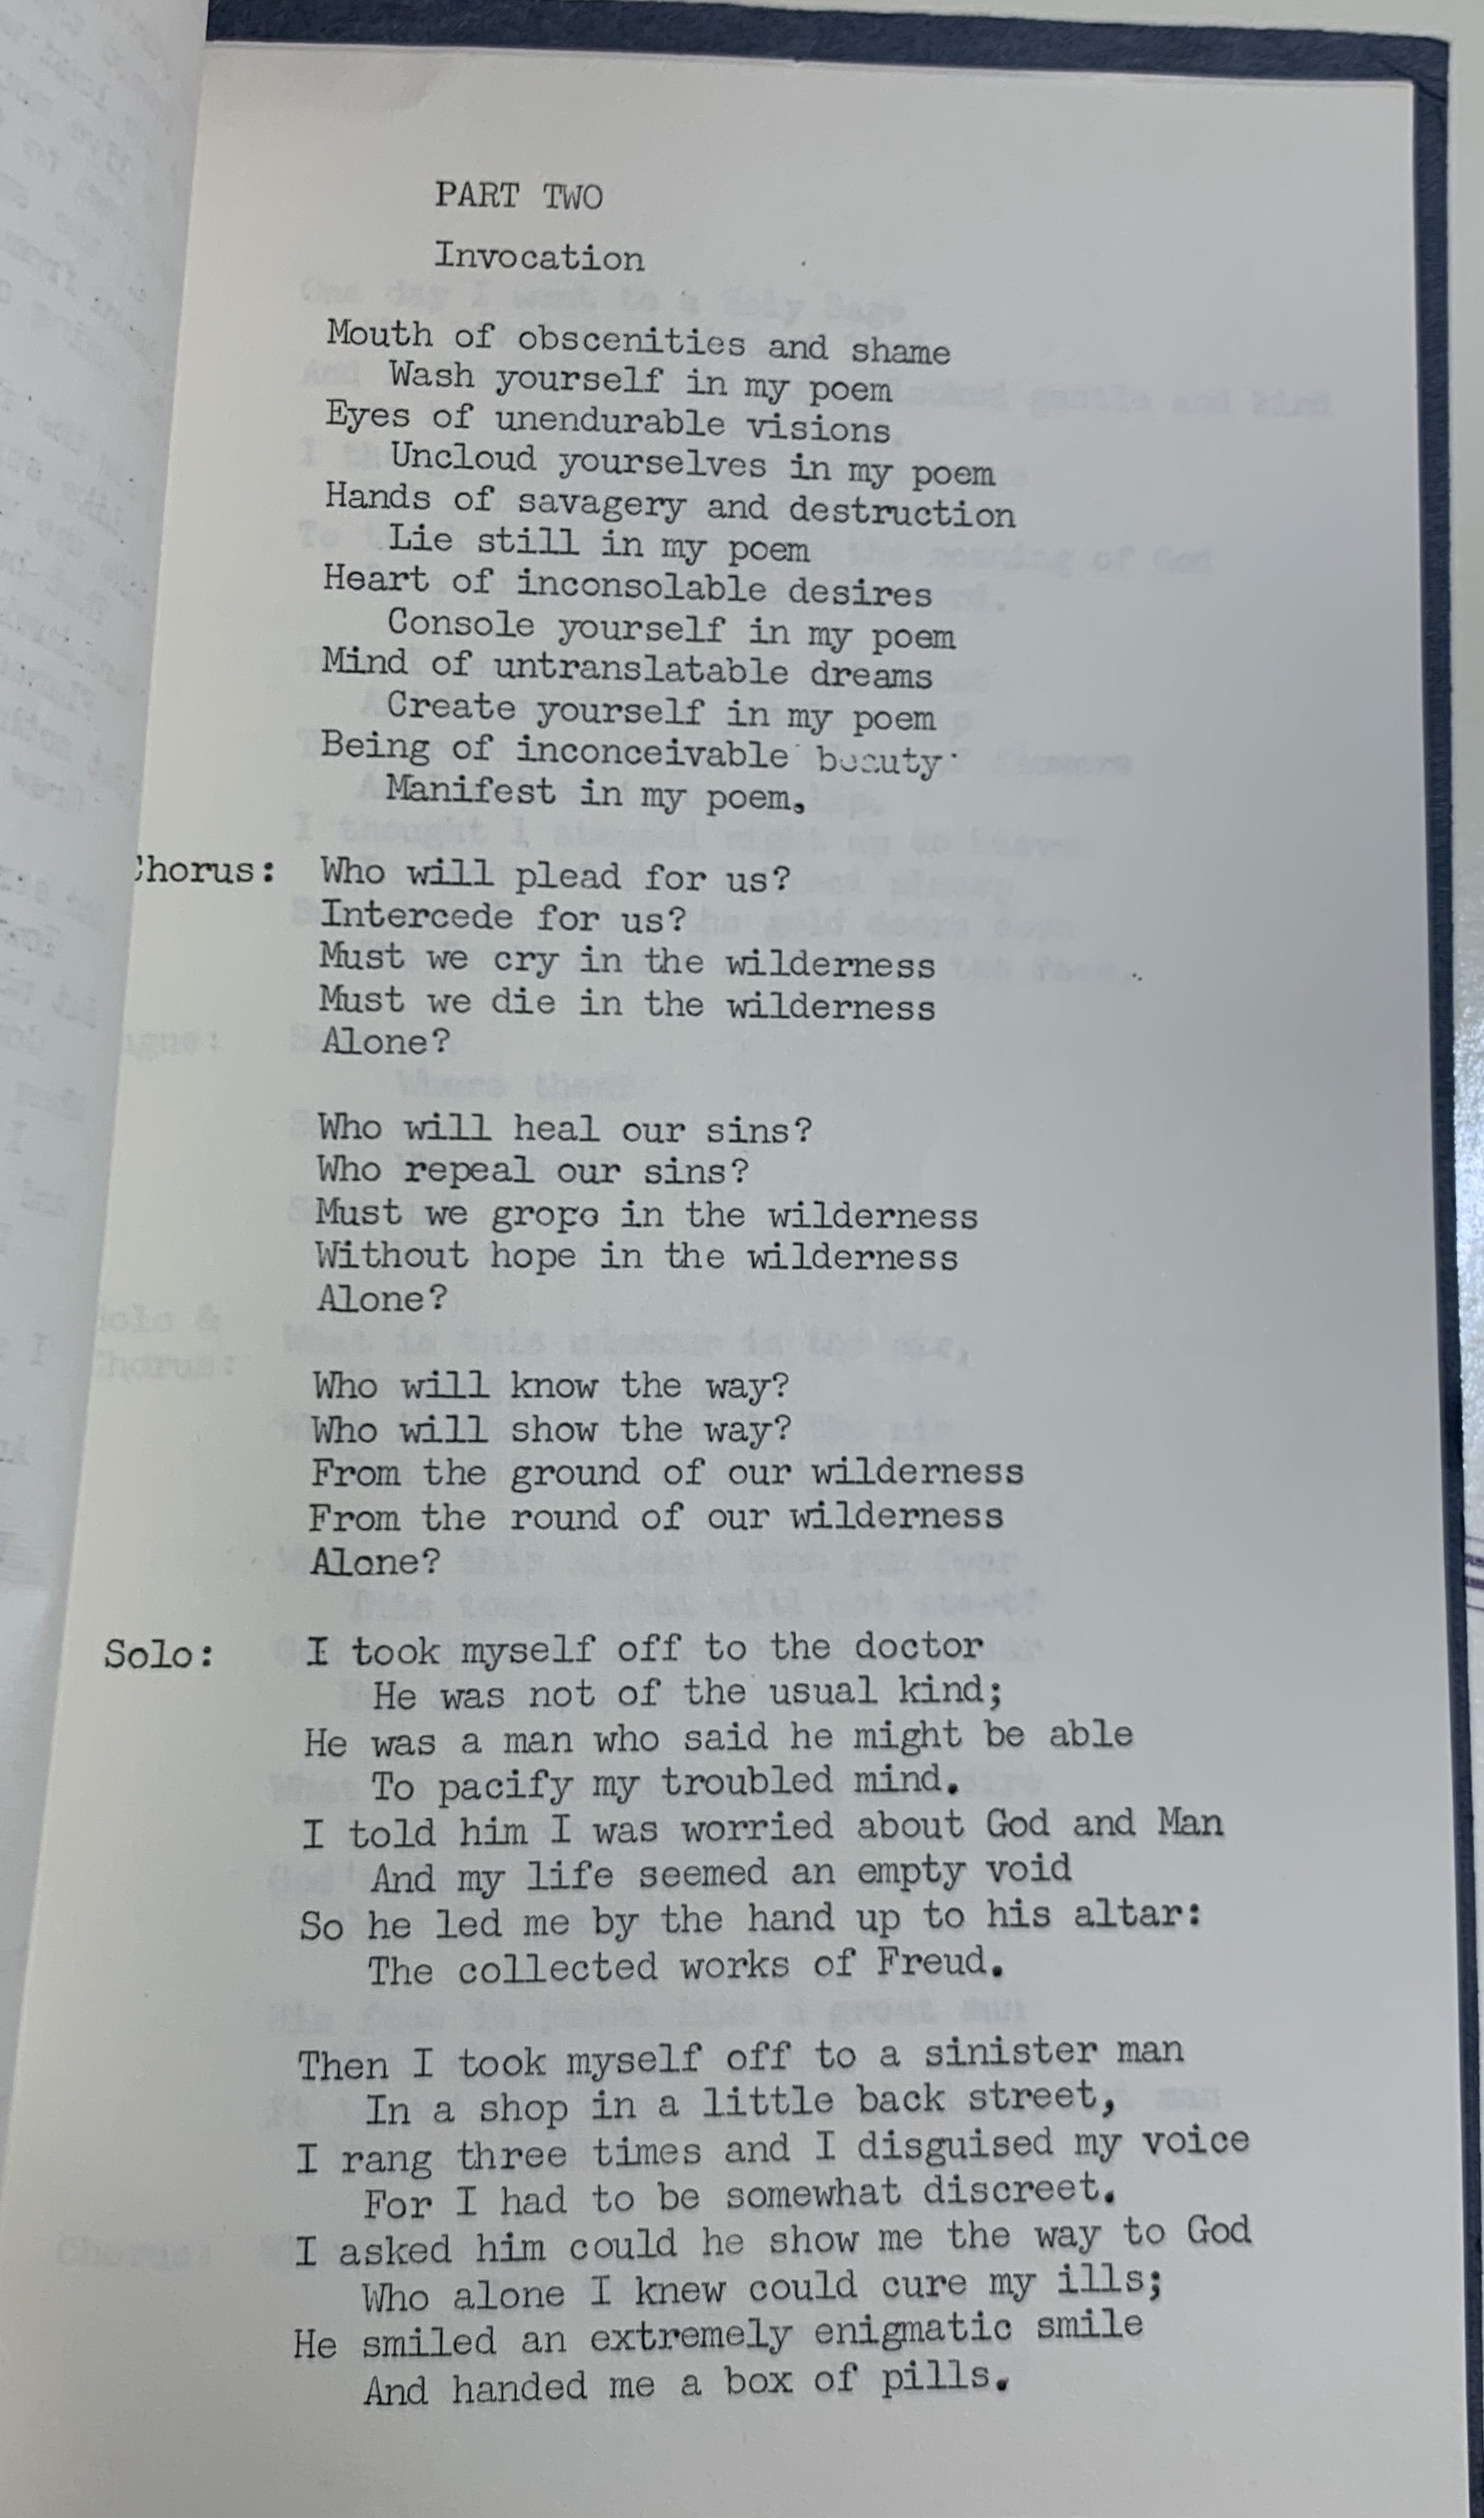 PART TWO
Invocation
Mouth of obscenities and shame
Wash yourself in my poem
Eyes of unendurable visions
Uncloud yourselves in my poem
Hands of savagery and destruction
Lie still in my poem
Heart of inconsolable desires
Console yourself in my poem
Mind of untranslatable dreams
Create yourself in my poem
Being of inconceivable beauty
Manifest in my poem.
Chorus: Who will plead for us?
Intercede for us?
Must we cry in the wilderness
Must we die in the wilderness
Alone?
Who will heal our sins?
Who repeal our sins?
Must we grope in the wilderness
Without hope in the wilderness
Alone?
Who will know the way?
Who will show the way?
From the ground of our wilderness
From the round of our wilderness
Alone?
Solo: I took myself off to the doctor
He was not of the usual kind;
He was a man who said he might be able
To pacify my troubled mind.
I told him I was worried about God and Man
And my life seemed an empty void
So he led me by the hand up to his altar:
The collected works of Freud.
Then I took myself off to a sinister man
In a shop in a little back street,
I rang three times and I disguised my voice
For I had to be somewhat discreet.
I asked him could he show me the way to God
Who alone I knew could cure my ills;
He smiled an extremely enigmatic smile
And handed me a box of pills.